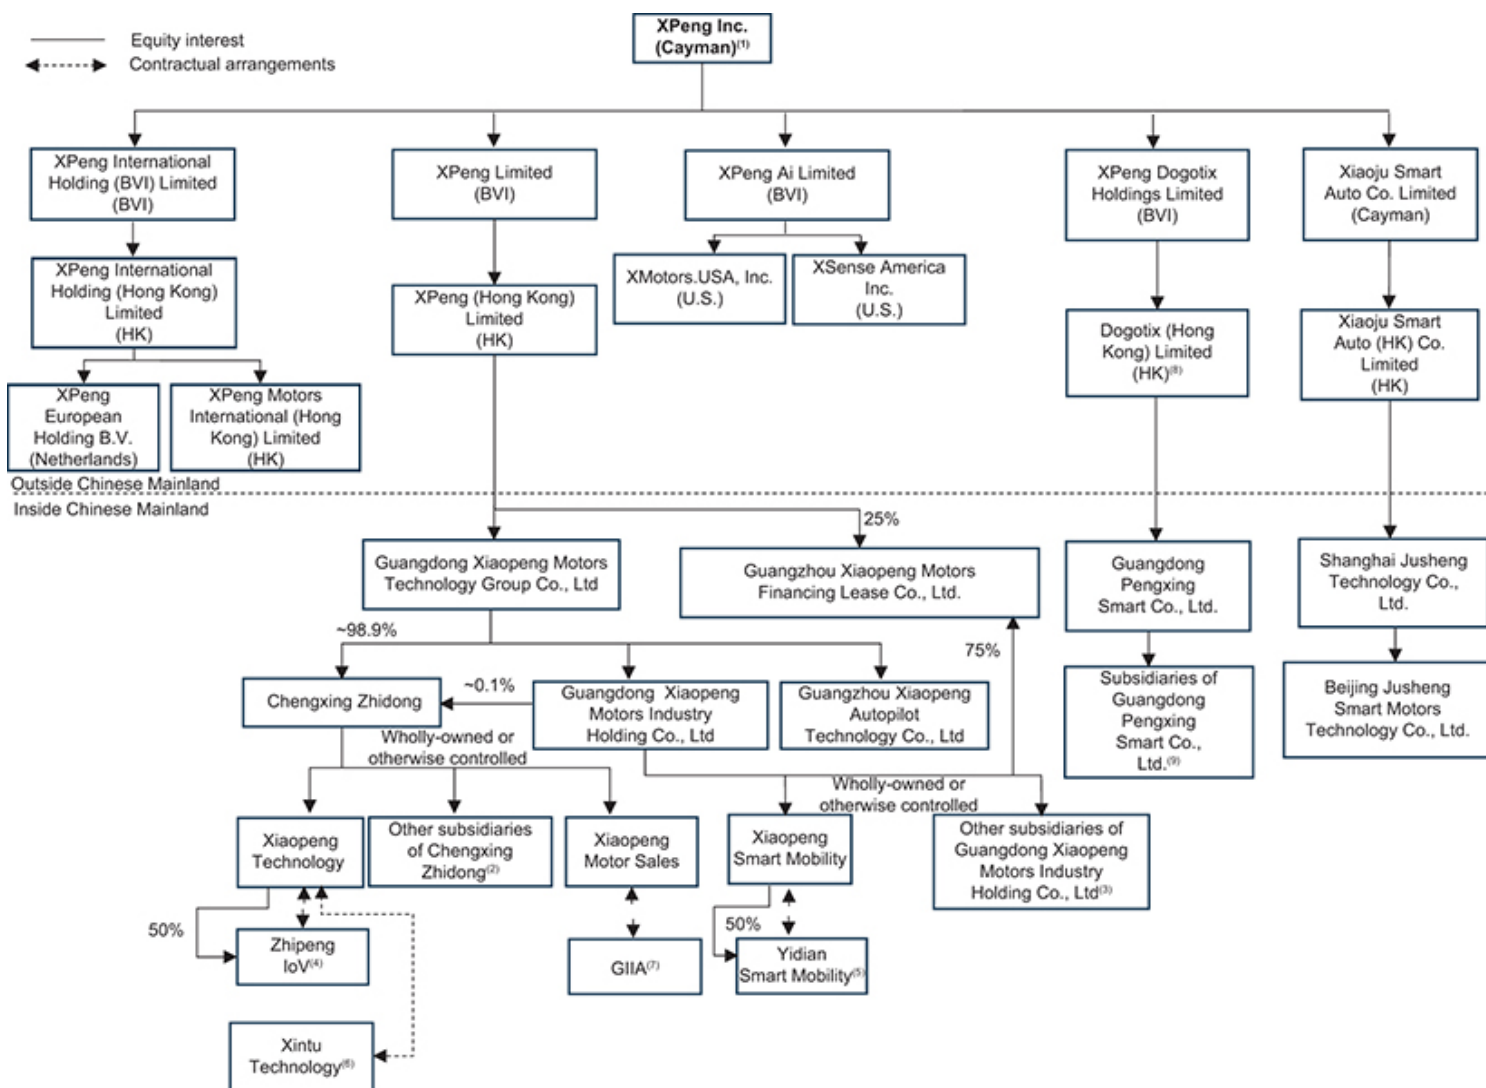 XPeng Inc.
(Cayman)(1)
Equity interest
Contractual arrangements
XPeng International
Holding (BVI) Limited
(BVI)
XPeng Limited
(BVI)
XPeng Ai Limited
(BVI)
XPeng Dogotix
Holdings Limited
(BVI)
Xiaoju Smart
Auto Co. Limited
(Cayman)
XPeng International
Holding (Hong Kong)
Limited
(HK)
XPeng (Hong Kong)
Limited
(HK)
XMotors.USA, Inc.
(U.S.)
XSense America
Inc.
(U.S.)
Dogotix (Hong
Kong) Limited
(HK)(8)
Xiaoju Smart
Auto (HK) Co.
Limited
(HK)
XPeng
European
Holding B.V.
(Netherlands)
XPeng Motors
International (Hong
Kong) Limited
(HK)
Outside Chinese Mainland
Inside Chinese Mainland
25%
Guangdong Xiaopeng Motors
Technology Group Co., Ltd
Guangzhou Xiaopeng Motors
Financing Lease Co., Ltd.
Guangdong
Pengxing
Smart Co., Ltd.
Shanghai Jusheng
Technology Co.,
Ltd.
~98.9%
75%
Chengxing Zhidong
~0.1%
Guangdong Xiaopeng
Motors Industry
Holding Co., Ltd
Guangzhou Xiaopeng
Autopilot
Technology Co., Ltd
Subsidiaries of
Guangdong
Pengxing
Smart Co.,
Ltd.(9)
Beijing Jusheng
Smart Motors
Technology Co., Ltd.
Wholly-owned or
otherwise controlled
Wholly-owned or
otherwise controlled
Xiaopeng
Technology
Other subsidiaries
of Chengxing
Zhidong(2)
Xiaopeng
Motor Sales
Xiaopeng
Smart Mobility
Other subsidiaries of
Guangdong Xiaopeng
Motors Industry
Holding Co., Ltd(3)
50%
Zhipeng
IoV(4)
GIIA(7)
50%
Yidian
Smart Mobility(5)
Xintu
Technology(6)